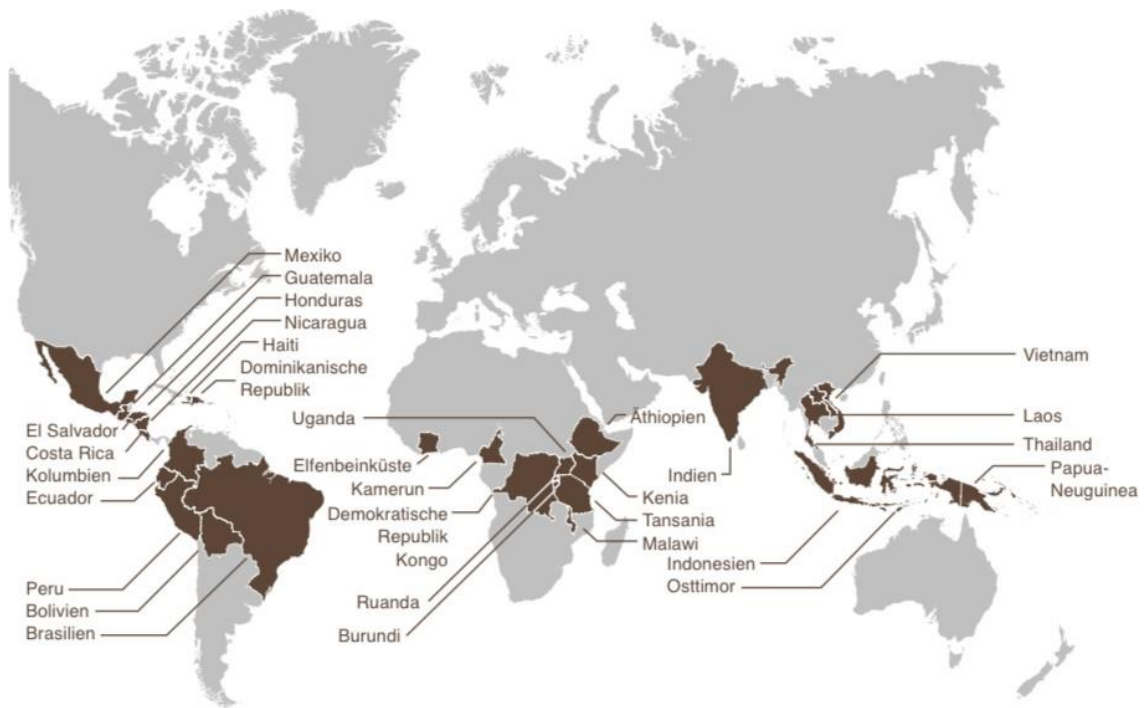 Mexiko
Guatemala
Honduras
Nicaragua
Haiti
Dominikanische
Republik
El Salvador
Costa Rica
Kolumbien
Ecuador
Peru
Bolivien
Brasilien
Uganda
Äthiopien
Elfenbeinküste
Kamerun
Demokratische
Republik
Kongo
Ruanda
Burundi
Kenia
Tansania
Malawi
Indien
Vietnam
Laos
Thailand
Papua-
Neuguinea
Indonesien
Osttimor